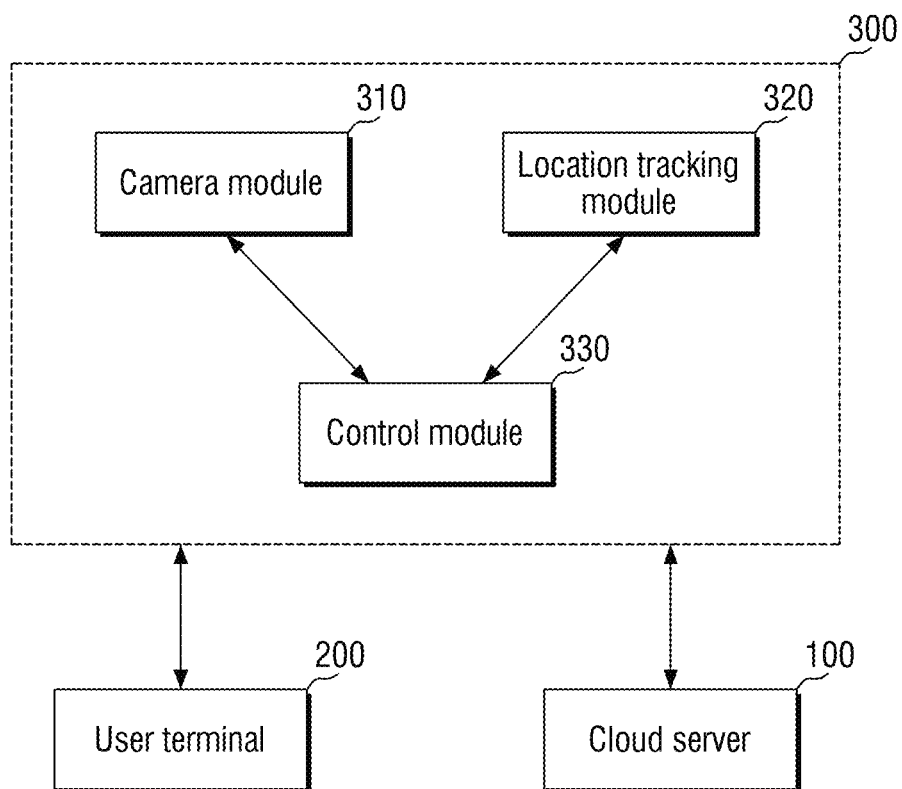 300
310
320
Camera module
Location tracking
module
330
Control module
200
100
User terminal
Cloud server